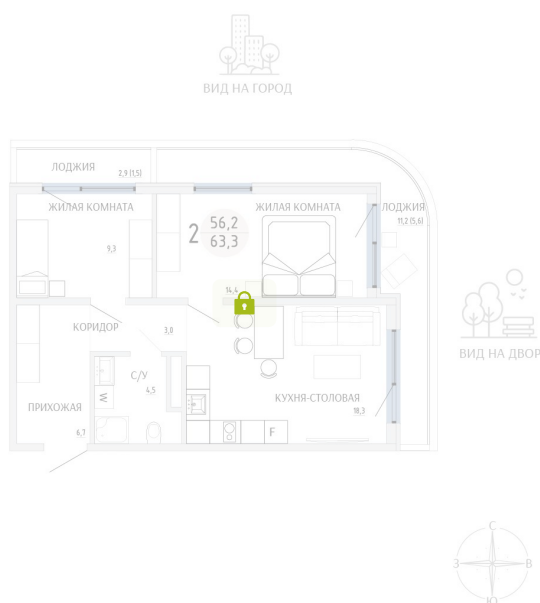 ВИД НА ГОРОД
ЛОДЖИЯ
2,9 (1,5)
ЖИЛАЯ КОМНАТА
9,3
ЖИЛАЯ КОМНАТА
14,4
2
56,2
63,3
ЛОДЖИЯ
11,2 (5,6)
ВИД НА ДВОР
КОРИДОР
3,0
С/У
4,5
W
ПРИХОЖАЯ
6,7
КУХНЯ-СТОЛОВАЯ
18,3
F
С
З
В
Ю